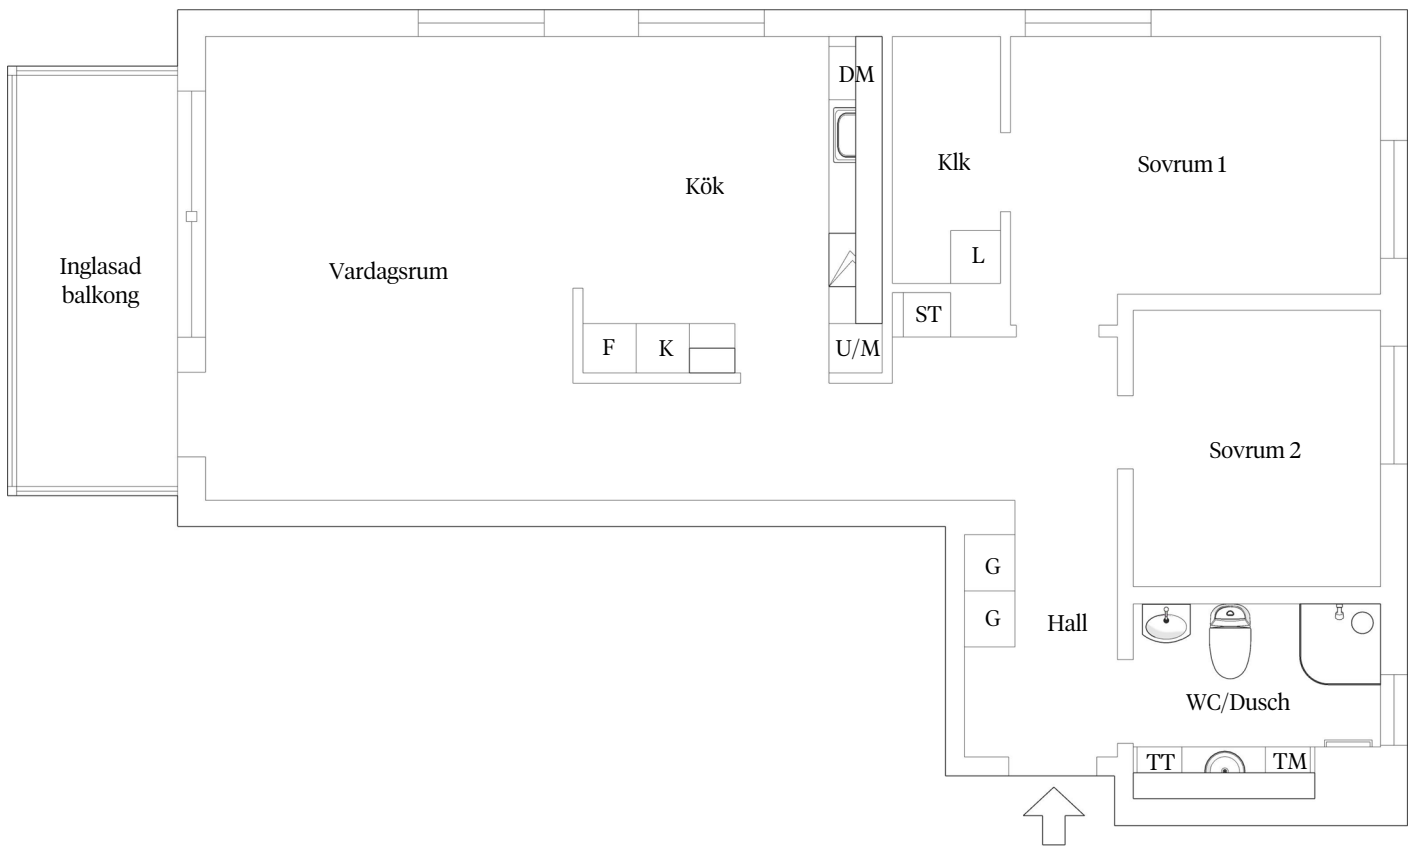 DM
Klk
Sovrum 1
Kök
Inglasad
balkong
Vardagsrum
L
ST
F
K
U/M
Sovrum 2
G
G
Hall
WC/Dusch
TT
TM